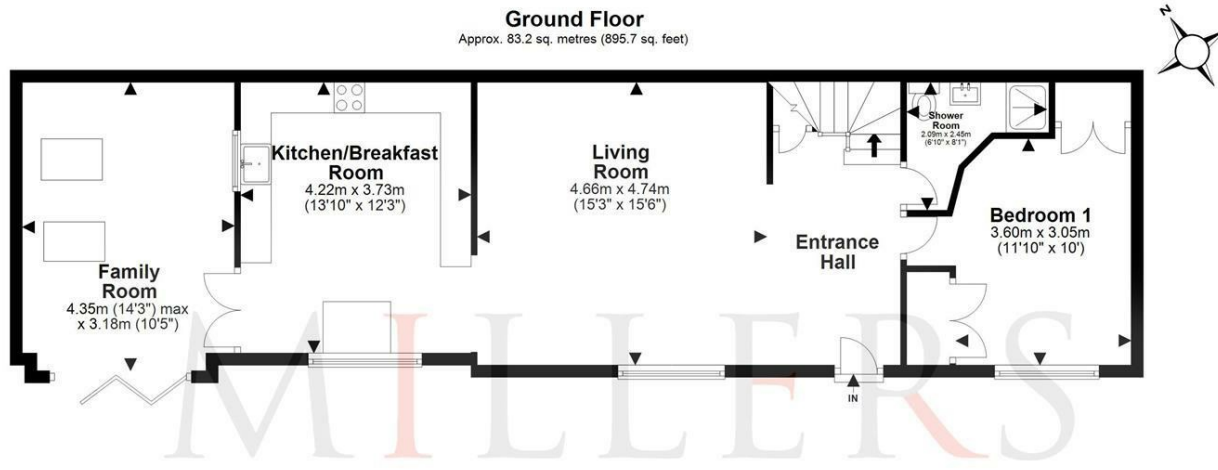 Ground Floor
Approx. 83.2 sq. metres (895.7 sq. feet)
N
Kitchen/Breakfast
Room
4.22m x 3.73m
(13'10" x 12'3")
Living
Room
4.66m x 4.74m
(15'3" x 15'6")
Shower
Room
2.09m x 2.45m
(6'10" x 8'1")
Bedroom 1
3.60m x 3.05m
(11'10" x 10')
Entrance
Hall
Family
Room
4.35m (14'3") max
x 3.18m (10'5")
IN
MILLERS